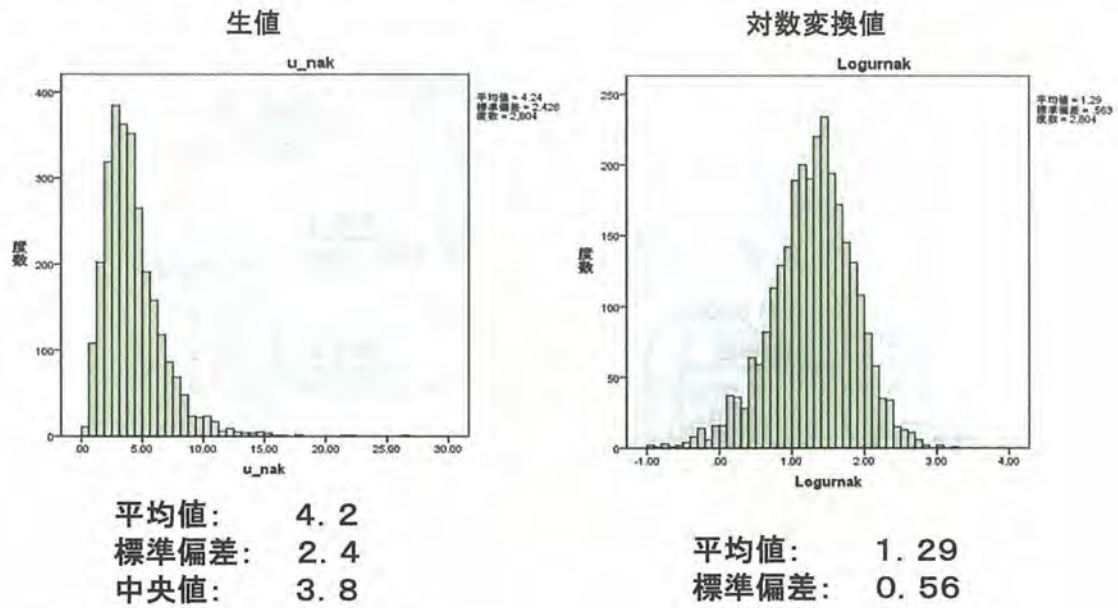 生値
u_nak
平均値 = 4.24
標準偏差 = 2.428
度数 = 2,804
400
300
200
100
0
度数
.00 5.00 10.00 15.00 20.00 25.00 30.00
u_nak
平均値: 4.2
標準偏差: 2.4
中央値: 3.8
対数変換値
Logurnak
平均値 = 1.29
標準偏差 = .563
度数 = 2,804
250
200
150
100
50
0
度数
-1.00 .00 1.00 2.00 3.00 4.00
Logurnak
平均値: 1.29
標準偏差: 0.56